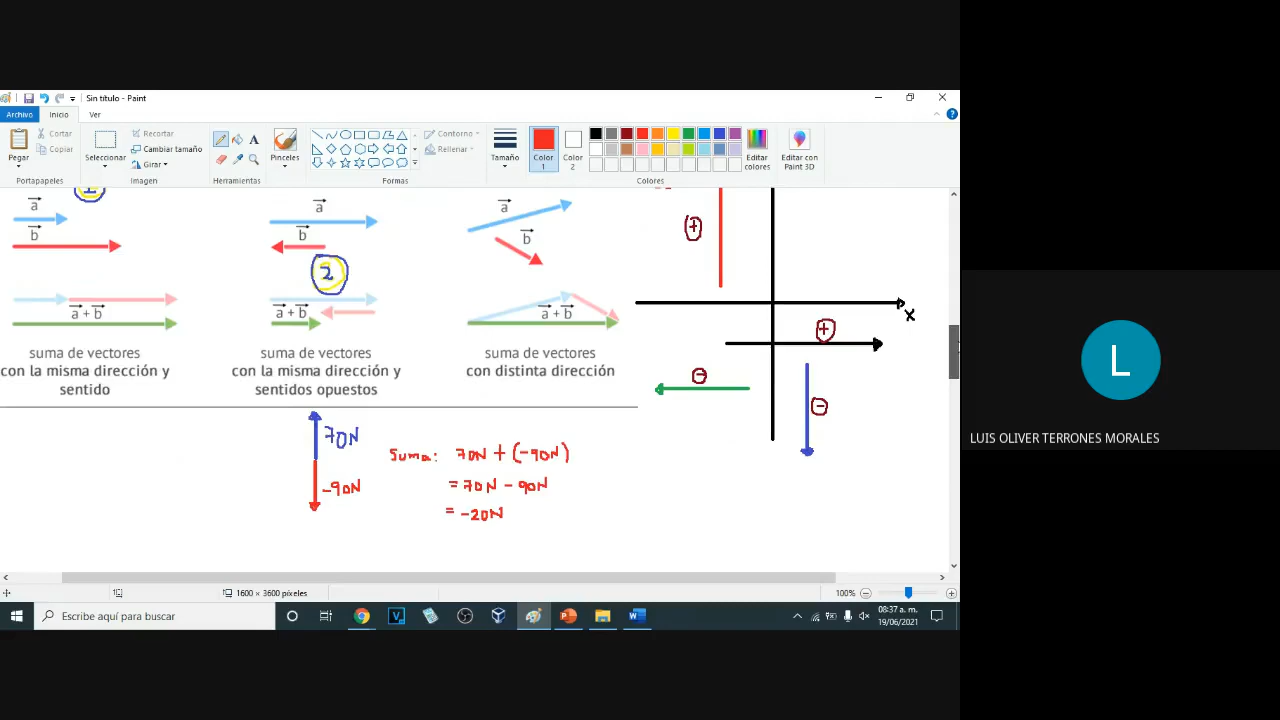 Sin título - Paint
Archivo Inicio Ver
Pegar
Cortar
Copiar
Portapapeles
Seleccionar
Recortar
Cambiar tamaño
Girar
Imagen
A
Herramientas
Pinceles
Contorno
Rellenar
Formas
Tamaño
Color 1
Color 2
Editar colores
Editar con Paint 3D
Colores
a
b
a + b
suma de vectores
con la misma dirección y
sentido
a
b
2
a + b
suma de vectores
con la misma dirección y
sentidos opuestos
a
b
a + b
suma de vectores
con distinta dirección
+
x
+
-
-
70N
-90N
Suma: 70N + (-90N)
= 70N - 90N
= -20N
1600 × 3600 píxeles
100%
Escribe aquí para buscar
08:37 a. m.
19/06/2021
L
LUIS OLIVER TERRONES MORALES